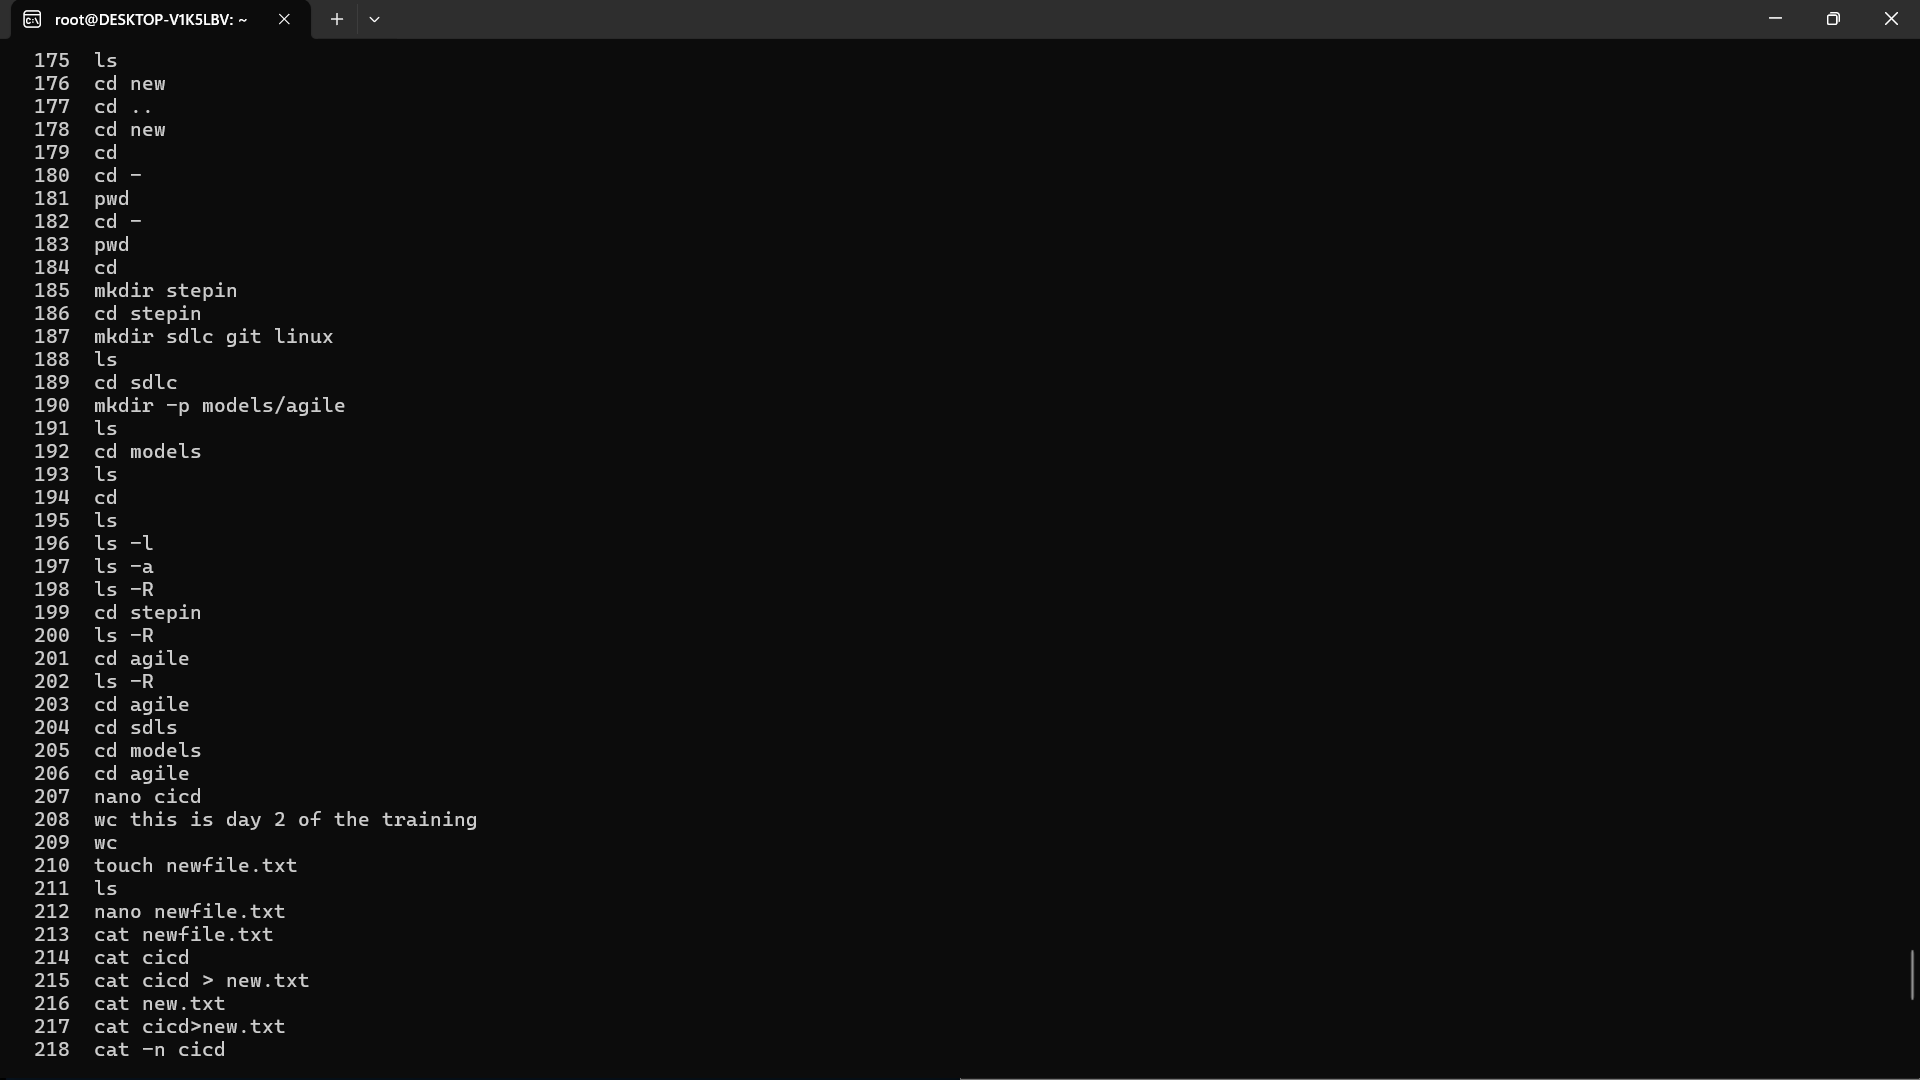 root@DESKTOP-V1K5LBV: ~
175 ls
176 cd new
177 cd ..
178 cd new
179 cd
180 cd -
181 pwd
182 cd -
183 pwd
184 cd
185 mkdir stepin
186 cd stepin
187 mkdir sdlc git linux
188 ls
189 cd sdlc
190 mkdir -p models/agile
191 ls
192 cd models
193 ls
194 cd
195 ls
196 ls -l
197 ls -a
198 ls -R
199 cd stepin
200 ls -R
201 cd agile
202 ls -R
203 cd agile
204 cd sdls
205 cd models
206 cd agile
207 nano cicd
208 wc this is day 2 of the training
209 wc
210 touch newfile.txt
211 ls
212 nano newfile.txt
213 cat newfile.txt
214 cat cicd
215 cat cicd > new.txt
216 cat new.txt
217 cat cicd>new.txt
218 cat -n cicd